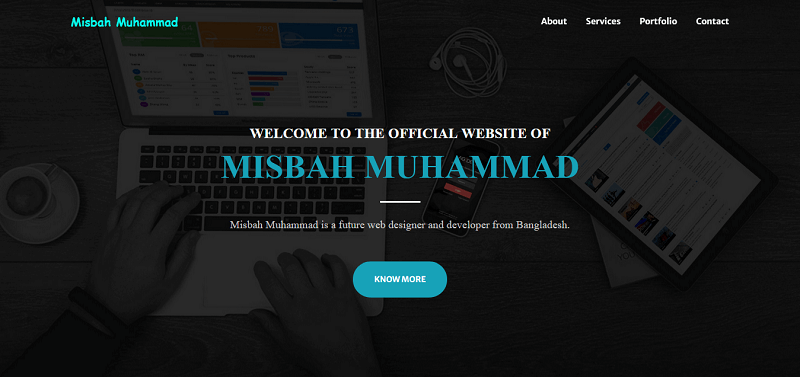 Misbah Muhammad
About Services Portfolio Contact
WELCOME TO THE OFFICIAL WEBSITE OF
MISBAH MUHAMMAD
Misbah Muhammad is a future web designer and developer from Bangladesh.
KNOW MORE